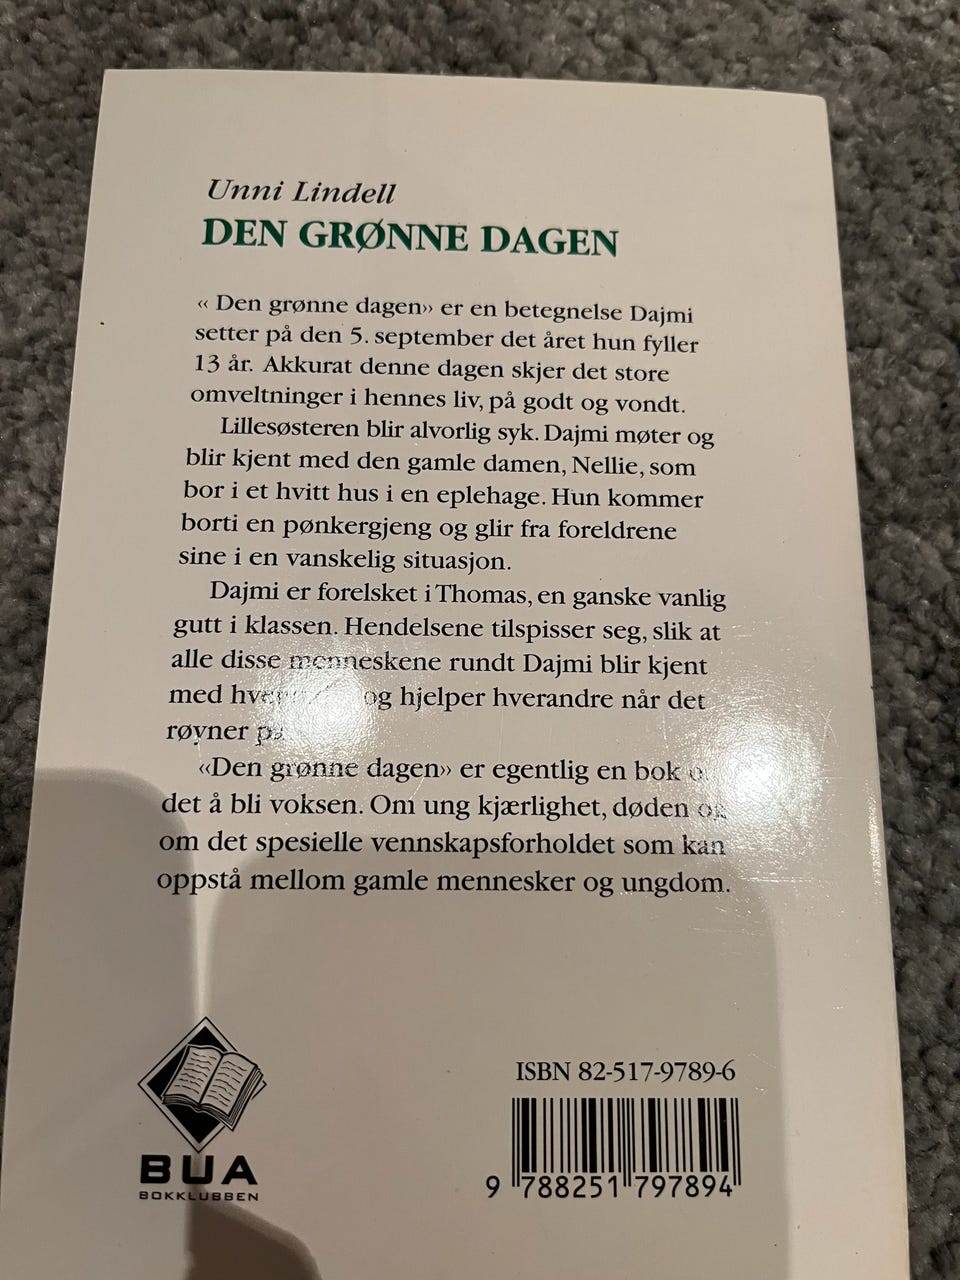 Unni Lindell
DEN GRØNNE DAGEN
« Den grønne dagen» er en betegnelse Dajmi
setter på den 5. september det året hun fyller
13 år. Akkurat denne dagen skjer det store
omveltninger i hennes liv, på godt og vondt.
Lillesøsteren blir alvorlig syk. Dajmi møter og
blir kjent med den gamle damen, Nellie, som
bor i et hvitt hus i en eplehage. Hun kommer
borti en pønkergjeng og glir fra foreldrene
sine i en vanskelig situasjon.
Dajmi er forelsket i Thomas, en ganske vanlig
gutt i klassen. Hendelsene tilspisser seg, slik at
alle disse menneskene rundt Dajmi blir kjent
med og hjelper hverandre når det
røyner
«Den grønne dagen» er egentlig en bok
det å bli voksen. Om ung kjærlighet, døden og
om det spesielle vennskapsforholdet som kan
oppstå mellom gamle mennesker og ungdom.
BUA
BOKKLUBBEN
ISBN 82-517-9789-6
9 788251 797894